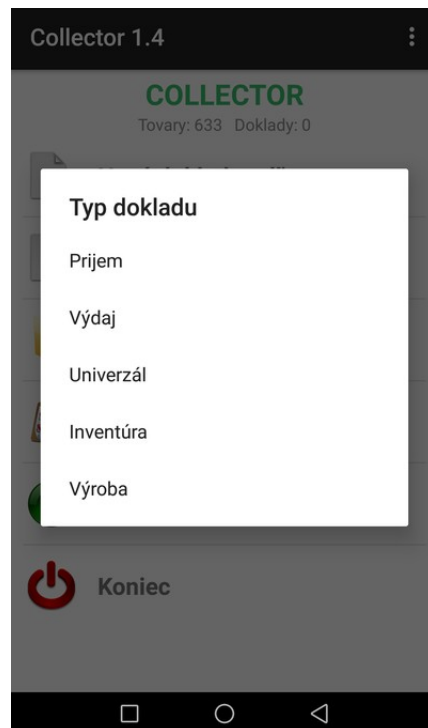 Collector 1.4
COLLECTOR
Tovary: 633 Doklady: 0
Typ dokladu
Prijem
Výdaj
Univerzál
Inventúra
Výroba
Koniec